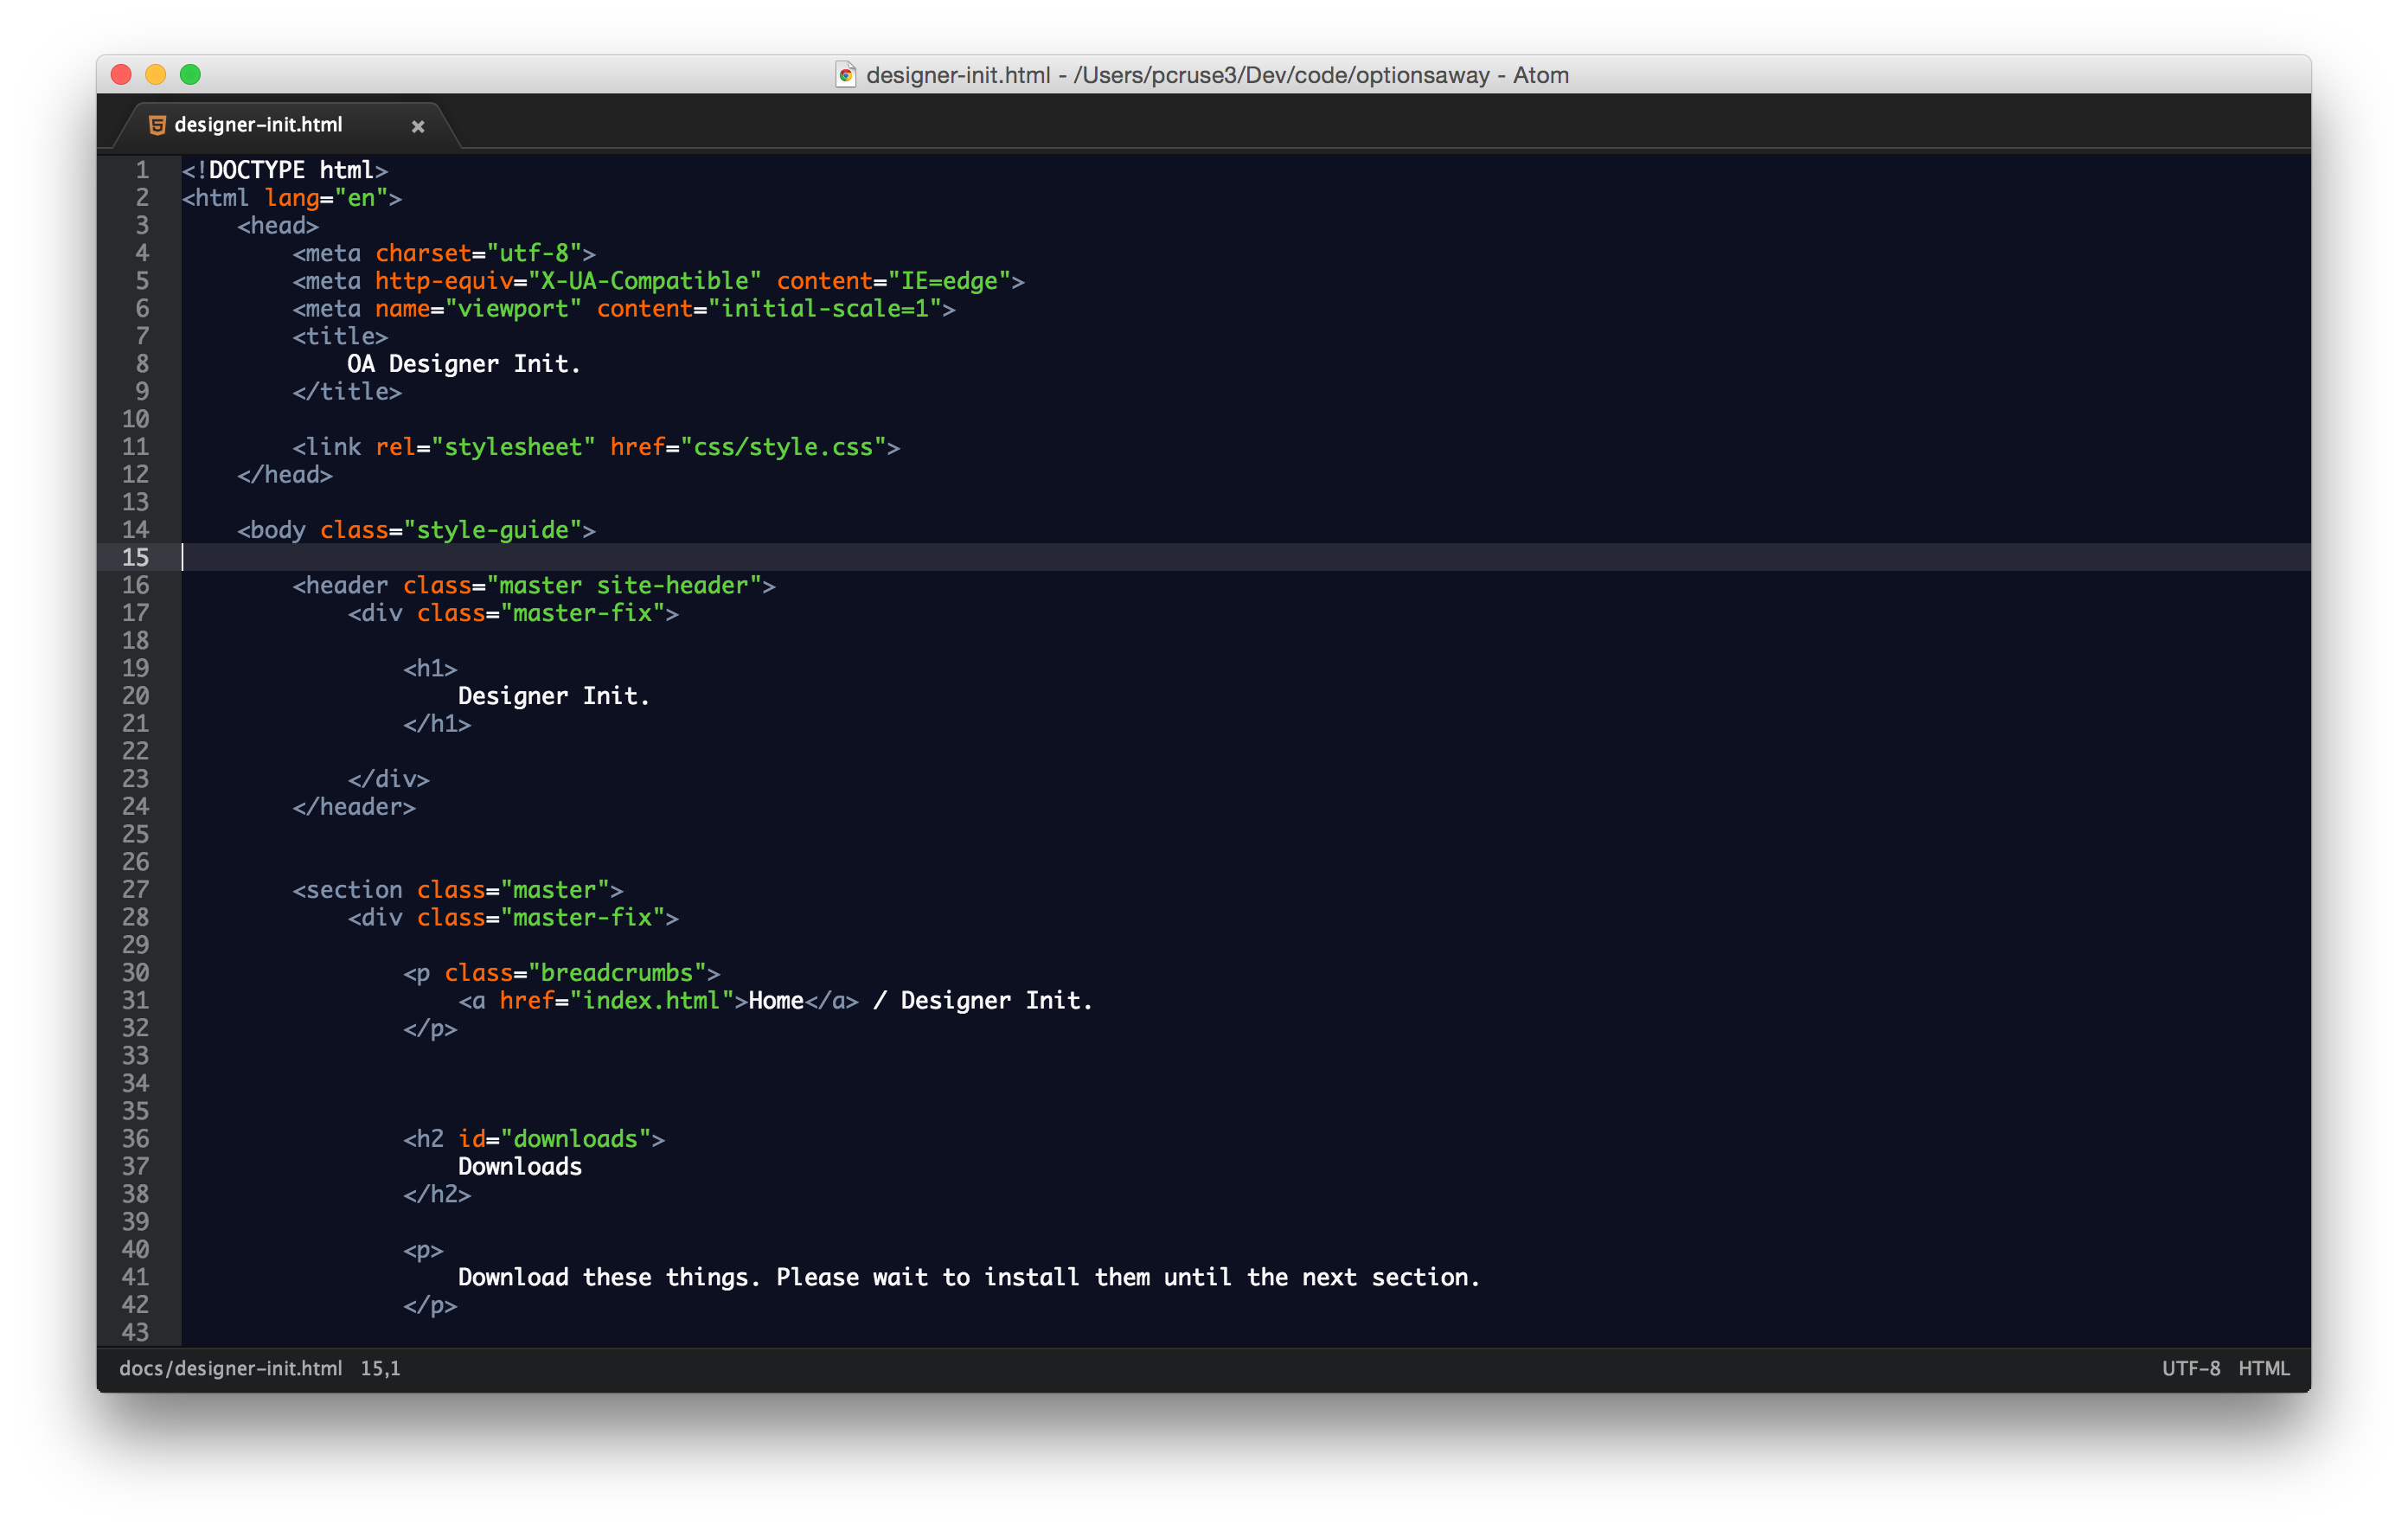 designer-init.html - /Users/pcruse3/Dev/code/optionsaway - Atom
designer-init.html
1 <!DOCTYPE html>
2 <html lang="en">
3     <head>
4         <meta charset="utf-8">
5         <meta http-equiv="X-UA-Compatible" content="IE=edge">
6         <meta name="viewport" content="initial-scale=1">
7         <title>
8             OA Designer Init.
9         </title>
10
11         <link rel="stylesheet" href="css/style.css">
12     </head>
13
14     <body class="style-guide">
15
16         <header class="master site-header">
17             <div class="master-fix">
18
19                 <h1>
20                     Designer Init.
21                 </h1>
22
23             </div>
24         </header>
25
26
27         <section class="master">
28             <div class="master-fix">
29
30                 <p class="breadcrumbs">
31                     <a href="index.html">Home</a> / Designer Init.
32                 </p>
33
34
35
36                 <h2 id="downloads">
37                     Downloads
38                 </h2>
39
40                 <p>
41                     Download these things. Please wait to install them until the next section.
42                 </p>
43
docs/designer-init.html 15,1 UTF-8 HTML